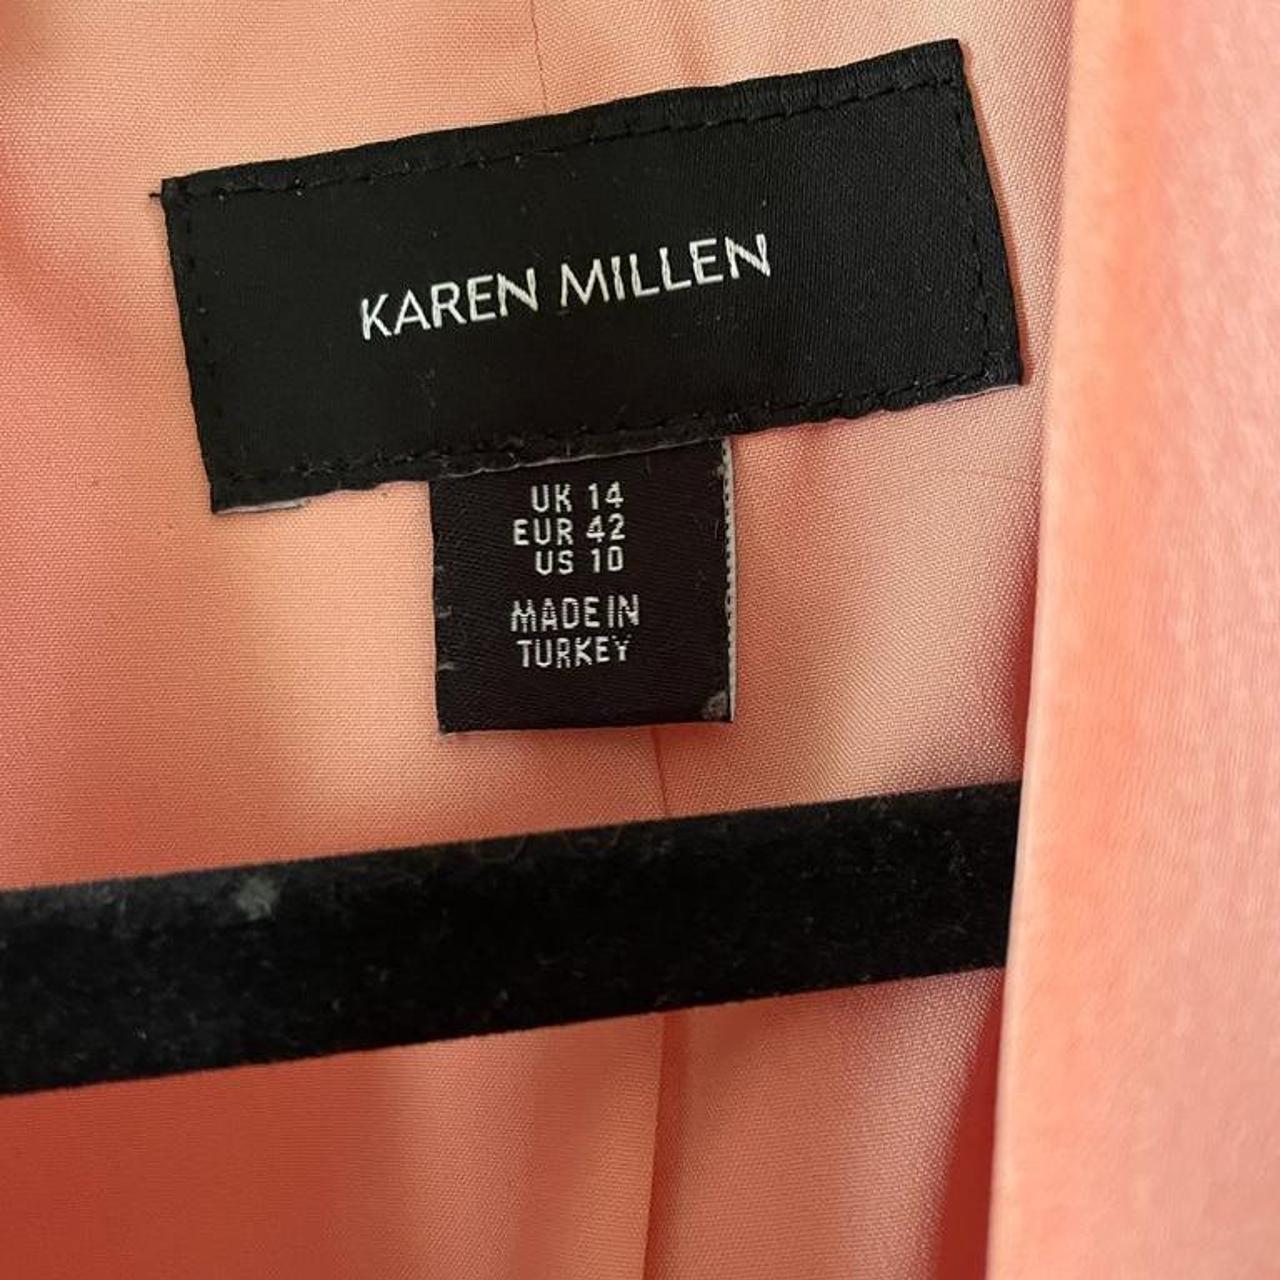 KAREN MILLEN
UK 14
EUR 42
US 10
MADE IN
TURKEY